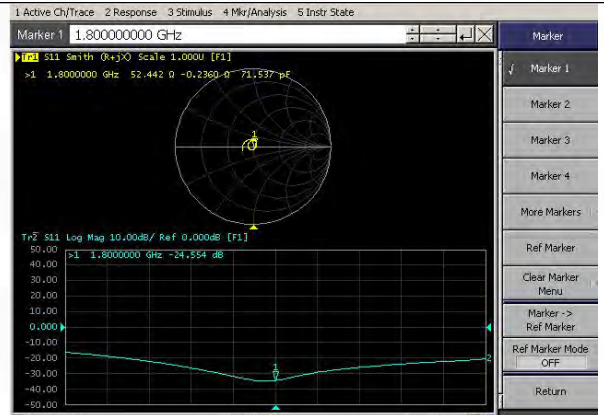 1 Active Ch/Trace 2 Response 3 Stimulus 4 Mkr/Analysis 5 Instr State
Marker 1 1.800000000 GHz
Marker
Tr1 S11 Smith (R+jX) Scale 1.000U [F1]
>1 1.8000000 GHz 52.442 Ω -0.2360 Ω 71.537 pF
√ Marker 1
Marker 2
1
Marker 3
Marker 4
More Markers
Tr2 S11 Log Mag 10.00dB/ Ref 0.000dB [F1]
50.00
>1 1.8000000 GHz -24.554 dB
Ref Marker
40.00
30.00
Clear Marker
Menu
20.00
10.00
Marker ->
Ref Marker
0.000
-10.00
Ref Marker Mode
OFF
-20.00
2
-30.00
1
-40.00
Return
-50.00